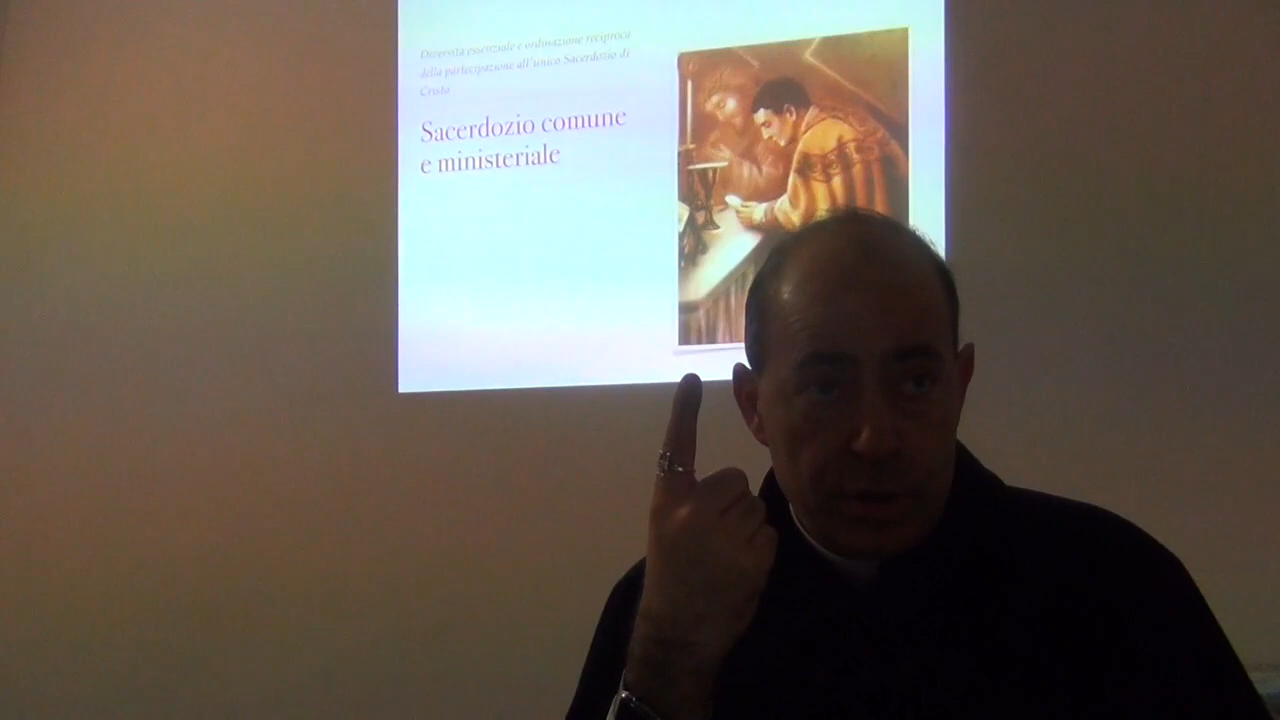 Diversità essenziale e ordinazione reciproca
della partecipazione all'unico Sacerdozio di
Cristo
Sacerdozio comune
e ministeriale